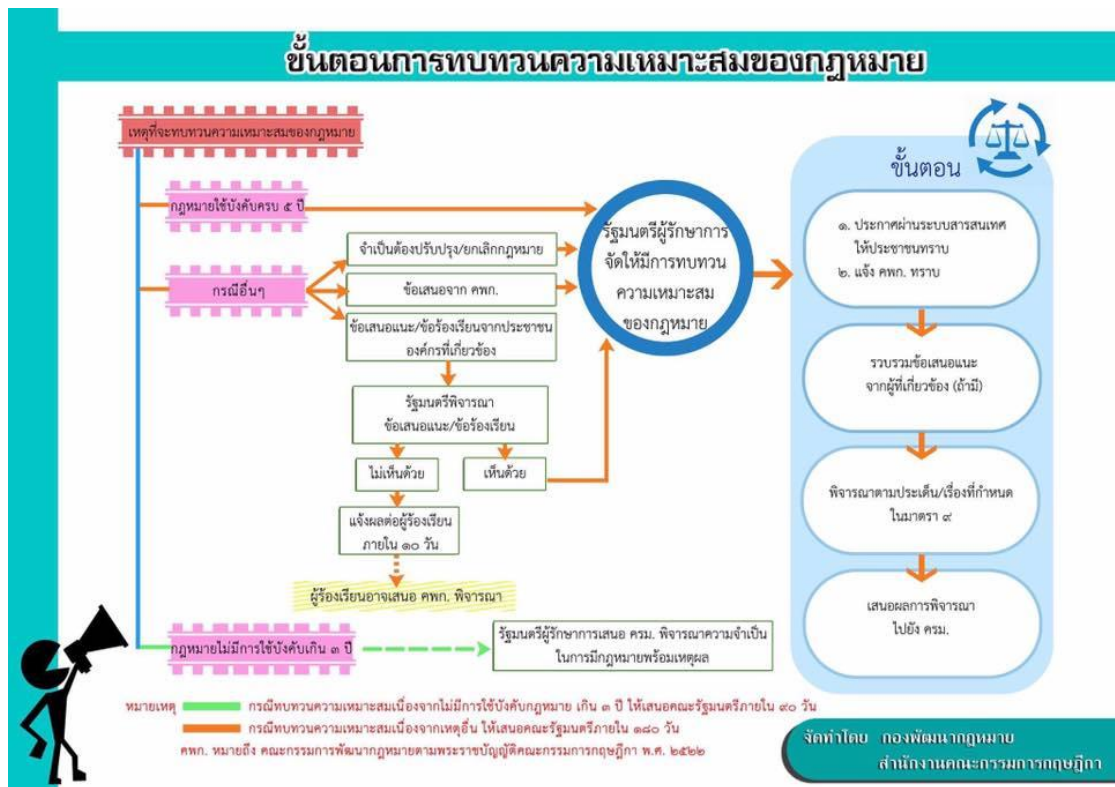 ขั้นตอนการทบทวนความเหมาะสมของกฎหมาย
เหตุที่จะทบทวนความเหมาะสมของกฎหมาย
กฎหมายใช้บังคับครบ ๕ ปี
กรณีอื่นๆ
จำเป็นต้องปรับปรุง/ยกเลิกกฎหมาย
ข้อเสนอจาก คพก.
ข้อเสนอแนะ/ข้อร้องเรียนจากประชาชน
องค์กรที่เกี่ยวข้อง
รัฐมนตรีพิจารณา
ข้อเสนอแนะ/ข้อร้องเรียน
ไม่เห็นด้วย
เห็นด้วย
แจ้งผลต่อผู้ร้องเรียน
ภายใน ๑๐ วัน
ผู้ร้องเรียนอาจเสนอ คพก. พิจารณา
กฎหมายไม่มีการใช้บังคับเกิน ๓ ปี
รัฐมนตรีผู้รักษาการเสนอ ครม. พิจารณาความจำเป็น
ในการมีกฎหมายพร้อมเหตุผล
รัฐมนตรีผู้รักษาการ
จัดให้มีการทบทวน
ความเหมาะสม
ของกฎหมาย
ขั้นตอน
๑. ประกาศผ่านระบบสารสนเทศ
ให้ประชาชนทราบ
๒. แจ้ง คพก. ทราบ
รวบรวมข้อเสนอแนะ
จากผู้ที่เกี่ยวข้อง (ถ้ามี)
พิจารณาตามประเด็น/เรื่องที่กำหนด
ในมาตรา ๙
เสนอผลการพิจารณา
ไปยัง ครม.
หมายเหตุ กรณีทบทวนความเหมาะสมเนื่องจากไม่มีการใช้บังคับกฎหมาย เกิน ๓ ปี ให้เสนอคณะรัฐมนตรีภายใน ๙๐ วัน
กรณีทบทวนความเหมาะสมเนื่องจากเหตุอื่น ให้เสนอคณะรัฐมนตรีภายใน ๑๘๐ วัน
คพก. หมายถึง คณะกรรมการพัฒนากฎหมายตามพระราชบัญญัติคณะกรรมการกฤษฎีกา พ.ศ. ๒๕๒๒
จัดทำโดย กองพัฒนากฎหมาย
สำนักงานคณะกรรมการกฤษฎีกา